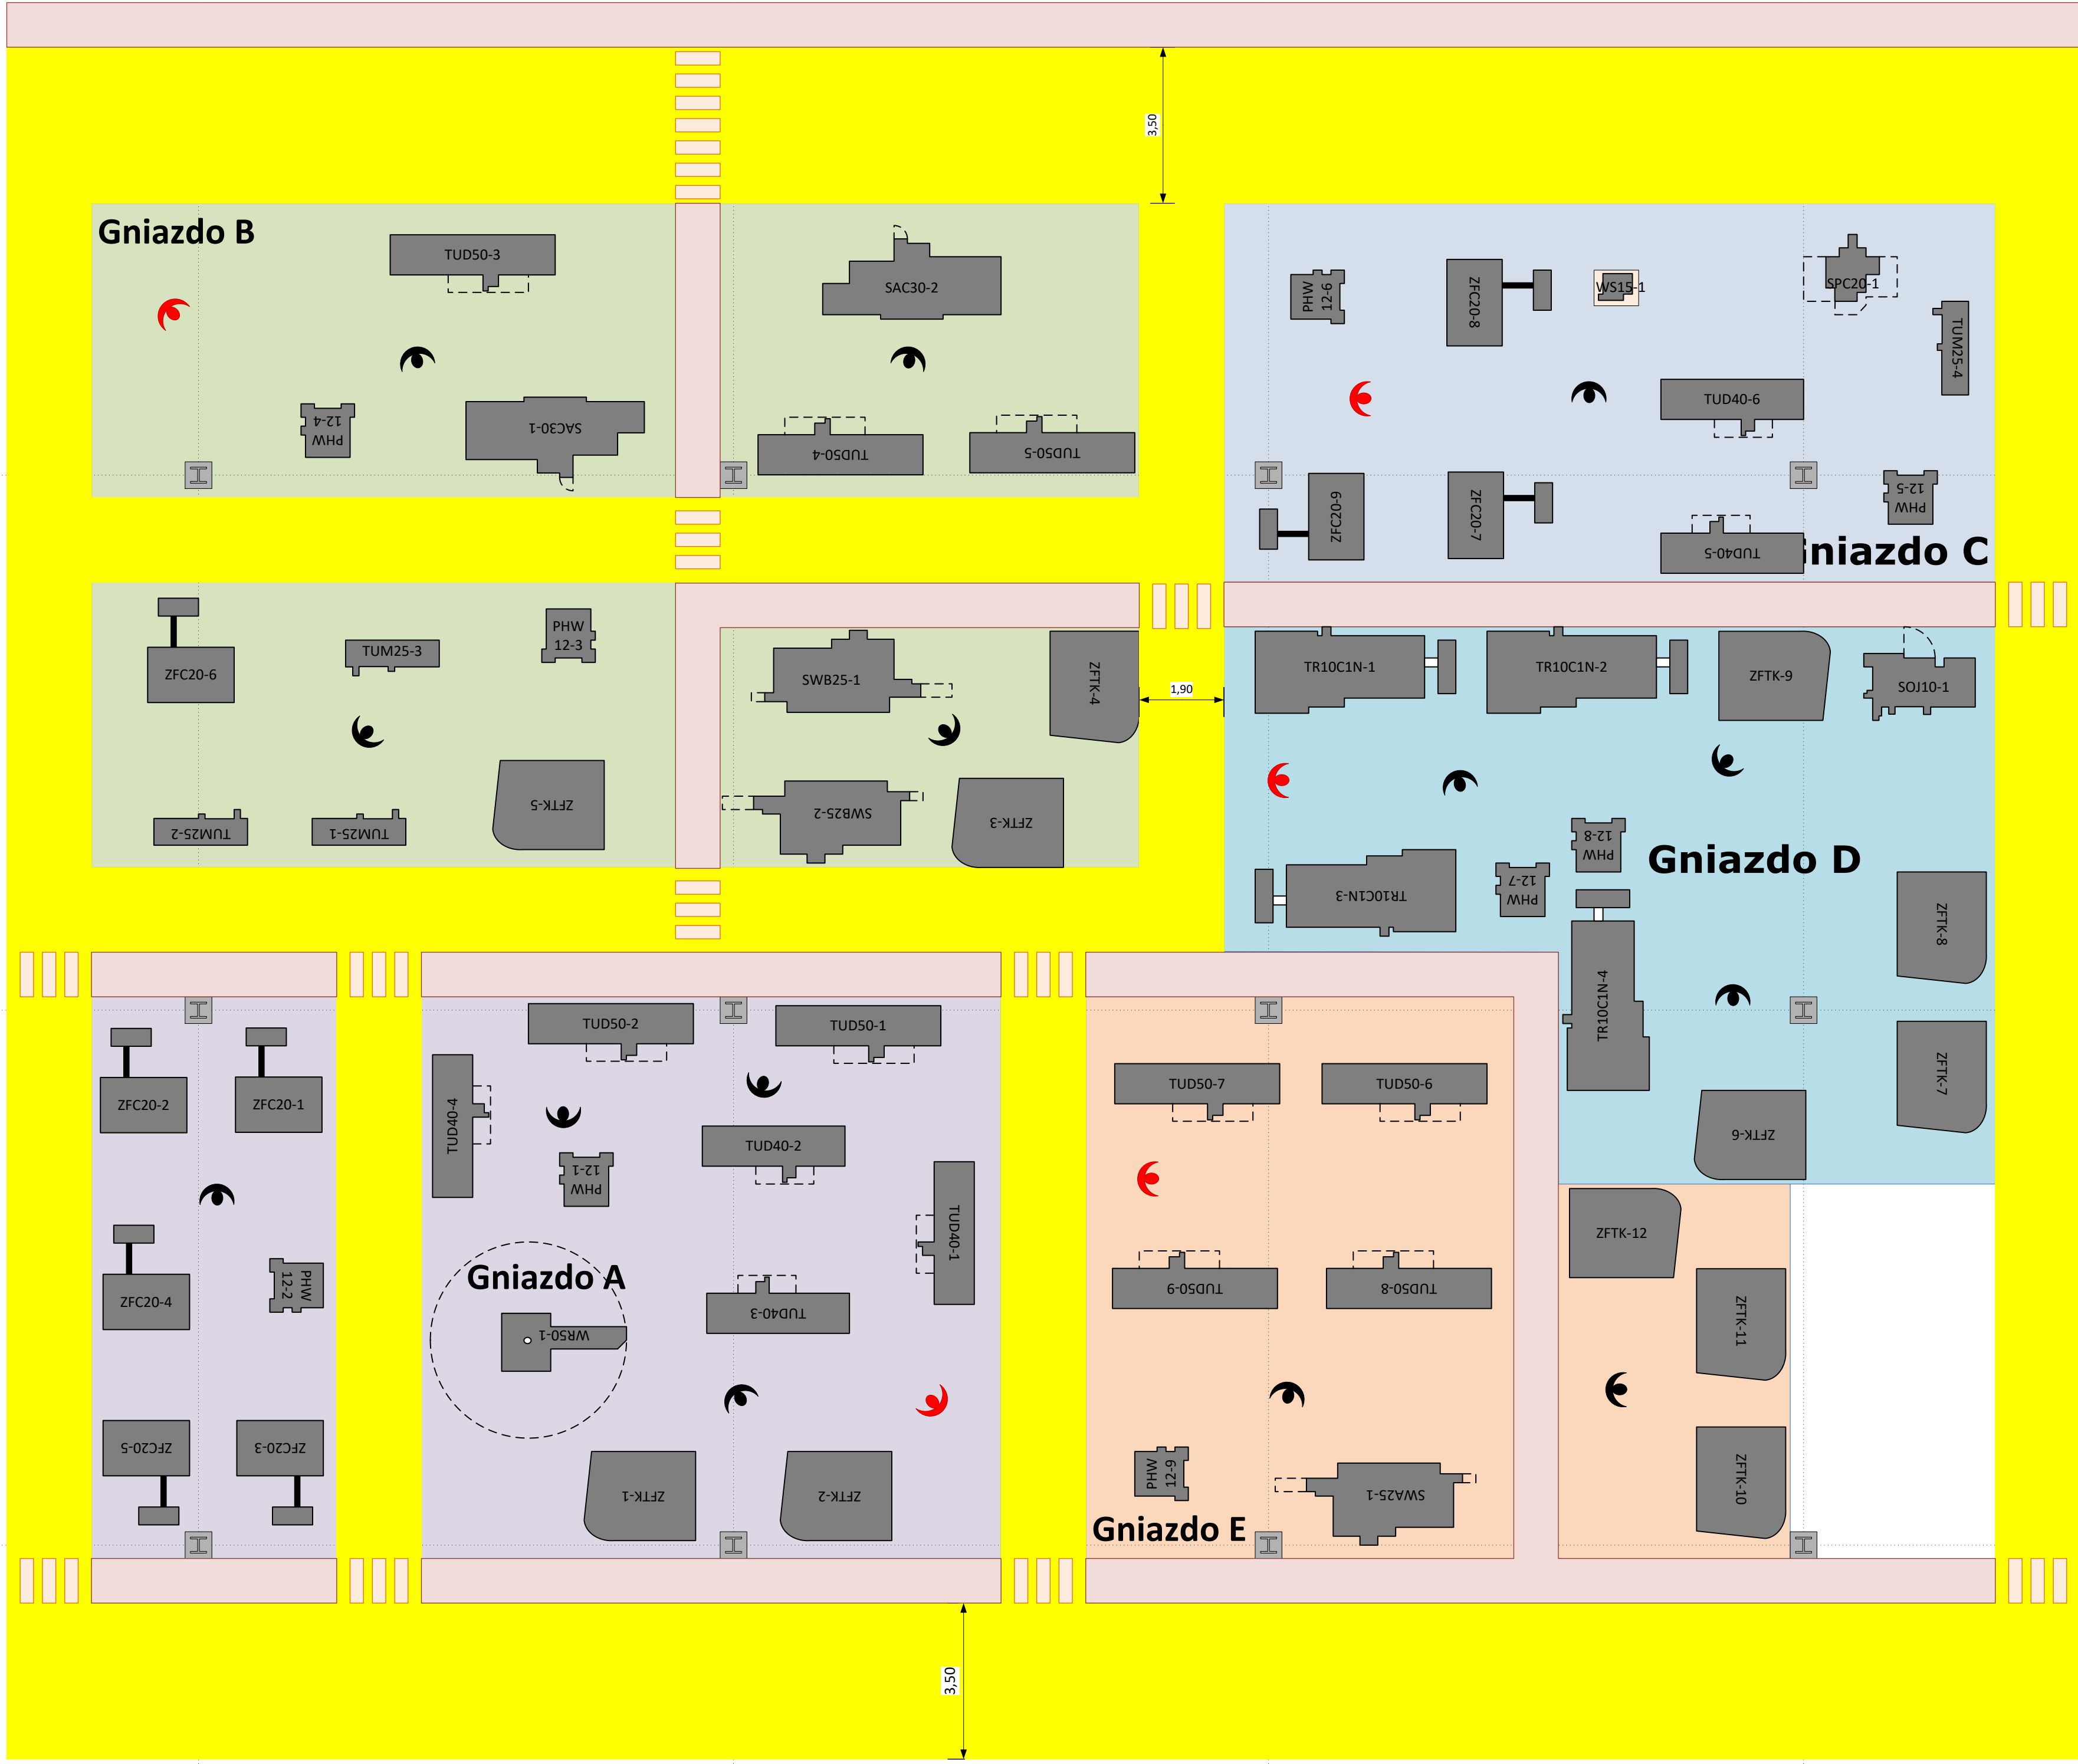 3,50
Gniazdo B
TUD50-3
SAC30-2
PHW
12-4
SAC30-1
TUD50-4
TUD50-5
PHW
12-6
ZFC20-8
WS15-1
SPC20-1
TUM25-4
TUD40-6
ZFC20-9
ZFC20-7
PHW
12-5
TUD40-5
Gniazdo C
ZFC20-6
TUM25-3
PHW
12-3
SWB25-1
ZFTK-4
1,90
TUM25-2
TUM25-1
ZFTK-5
SWB25-2
ZFTK-3
TR10C1N-1
TR10C1N-2
ZFTK-9
SOJ10-1
TR10C1N-3
PHW
12-7
PHW
12-8
Gniazdo D
TR10C1N-4
ZFTK-8
ZFTK-7
ZFTK-6
ZFC20-2
ZFC20-1
ZFC20-4
PHW
12-2
ZFC20-5
ZFC20-3
TUD50-2
TUD50-1
TUD40-4
PHW
12-1
TUD40-2
TUD40-1
Gniazdo A
WR50-1
TUD40-3
ZFTK-1
ZFTK-2
TUD50-7
TUD50-6
TUD50-9
TUD50-8
PHW
12-9
SWA25-1
Gniazdo E
ZFTK-12
ZFTK-11
ZFTK-10
3,50